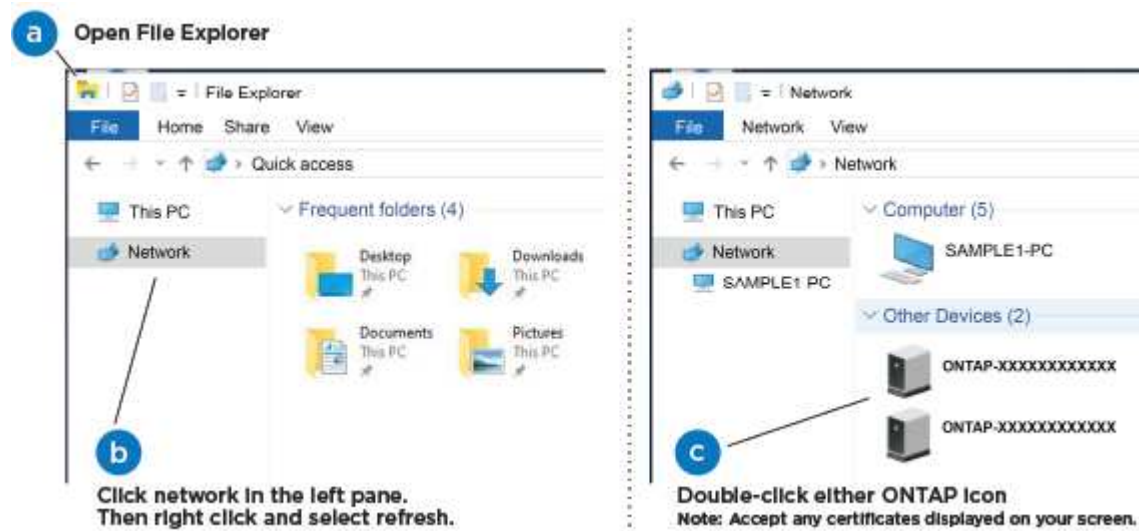 a Open File Explorer
File Explorer
File Home Share View
Quick access
This PC
Network
Frequent folders (4)
Desktop
This PC
Downloads
This PC
Documents
This PC
Pictures
This PC
b
Click network in the left pane.
Then right click and select refresh.
Network
File Network View
Network
This PC
Network
SAMPLE1 PC
Computer (5)
SAMPLE1-PC
Other Devices (2)
ONTAP-XXXXXXXXXXXX
ONTAP-XXXXXXXXXXXX
c
Double-click either ONTAP icon
Note: Accept any certificates displayed on your screen.